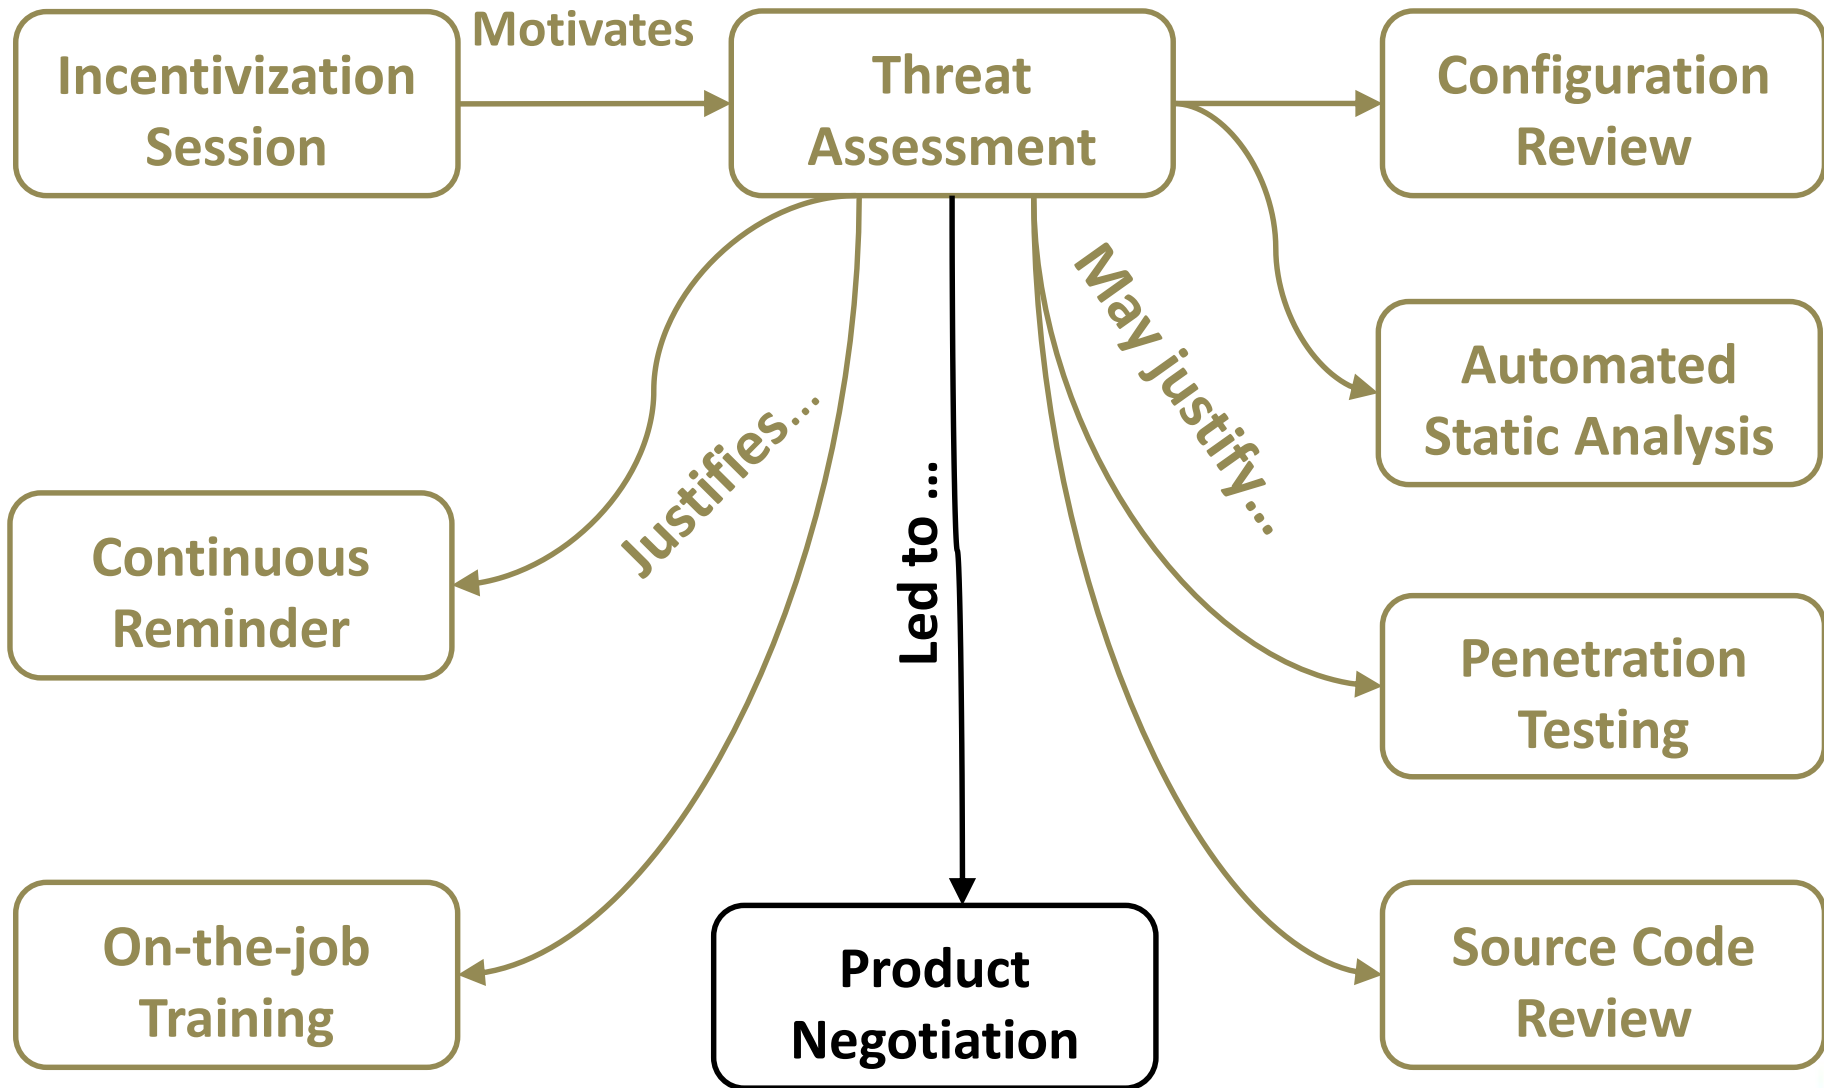 Incentivization
Session
Motivates
Threat
Assessment
Configuration
Review
May justify...
Automated
Static Analysis
Justifies...
Led to ...
Continuous
Reminder
Penetration
Testing
On-the-job
Training
Product
Negotiation
Source Code
Review